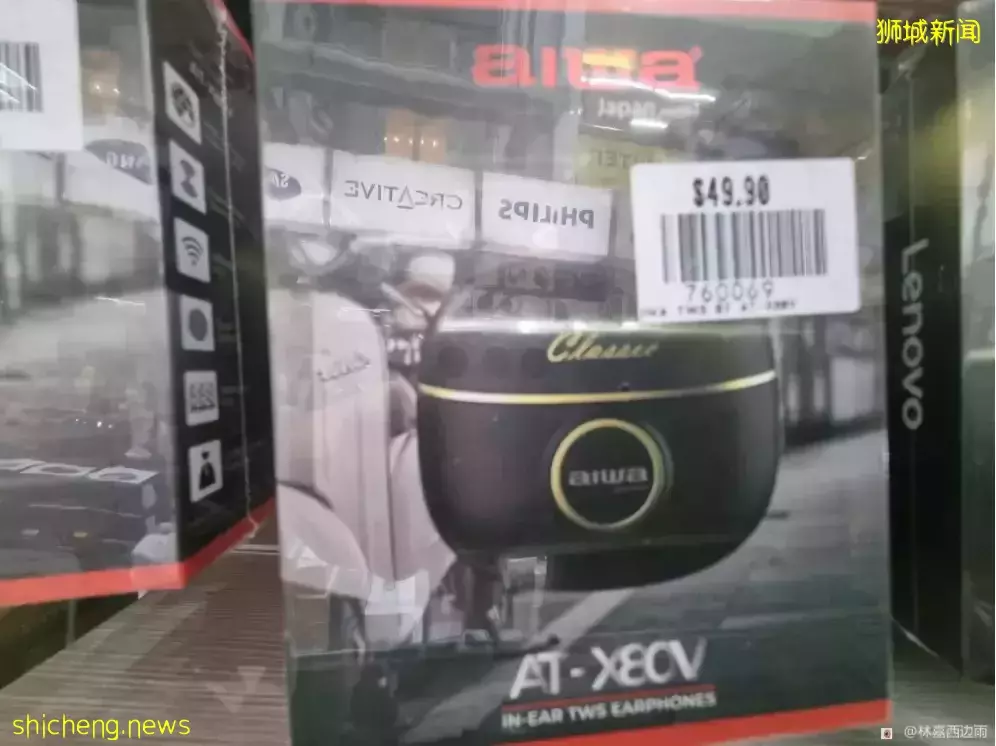 狮城新闻
aiwa
CREATIVE
PHILIPS
$49.90
760069
Classic
aiwa
Lenovo
AT-X80V
IN-EAR TWS EARPHONES
shicheng.news
@林嘉西边雨